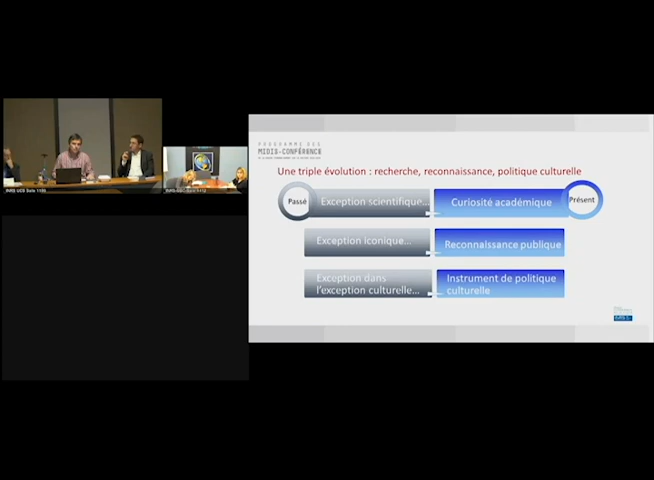 PROGRAMME DES
MIDIS-CONFÉRENCE
Une triple évolution : recherche, reconnaissance, politique culturelle
Passé
Exception scientifique...
Curiosité académique
Présent
Exception iconique...
Reconnaissance publique
Exception dans
l'exception culturelle...
Instrument de politique
culturelle